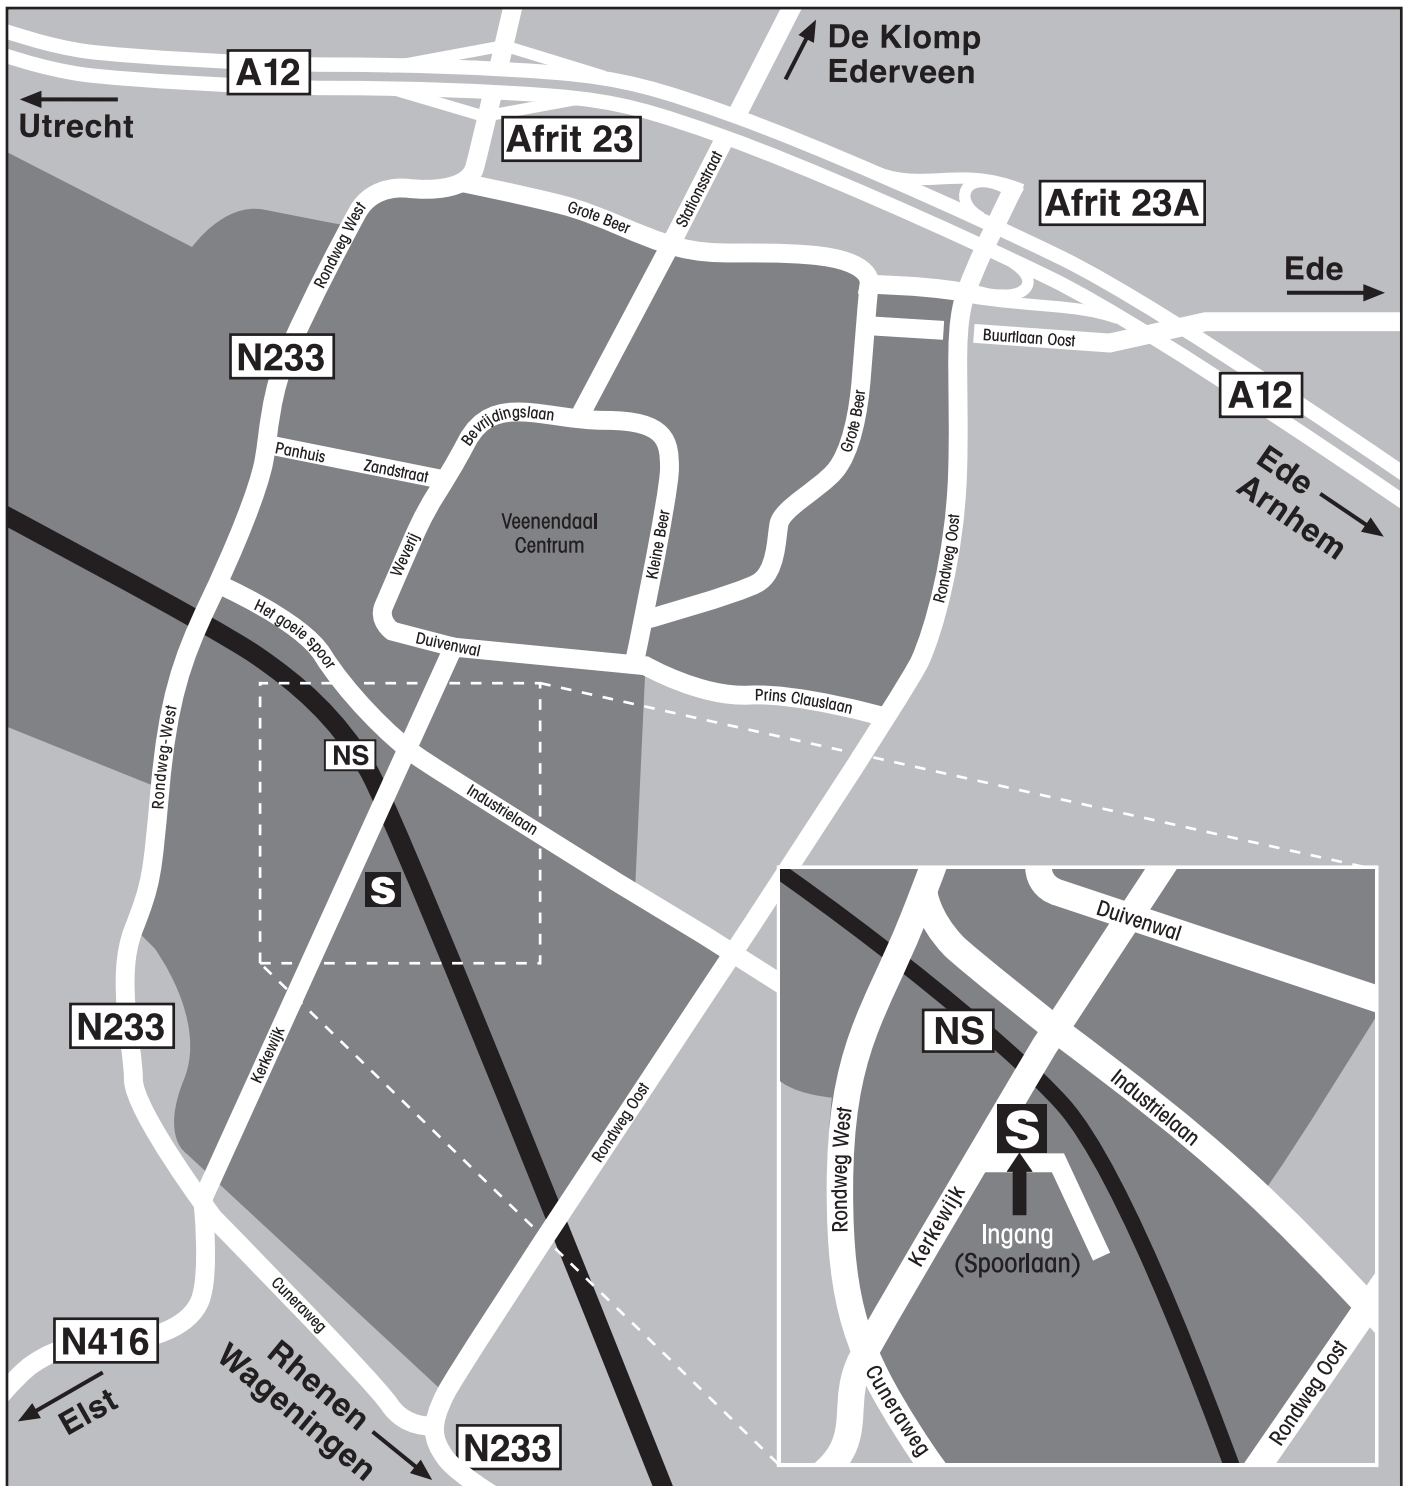 De Klomp
Ederveen
A12
Utrecht
Afrit 23
Stationsstraat
Afrit 23A
Rondweg West
Grote Beer
Ede
N233
Buurtlaan Oost
A12
Bevrijdingslaan
Grote Beer
Panhuis
Zandstraat
Ede
Arnhem
Veenendaal
Centrum
Weverij
Kleine Beer
Rondweg Oost
Het goeie spoor
Duivenwal
Prins Clauslaan
Rondweg-West
NS
Industrielaan
S
N233
Kerkewijk
Rondweg Oost
Cuneraweg
N416
Elst
Rhenen
Wageningen
N233
Duivenwal
NS
Industrielaan
S
Rondweg West
Kerkewijk
Ingang
(Spoorlaan)
Cuneraweg
Rondweg Oost